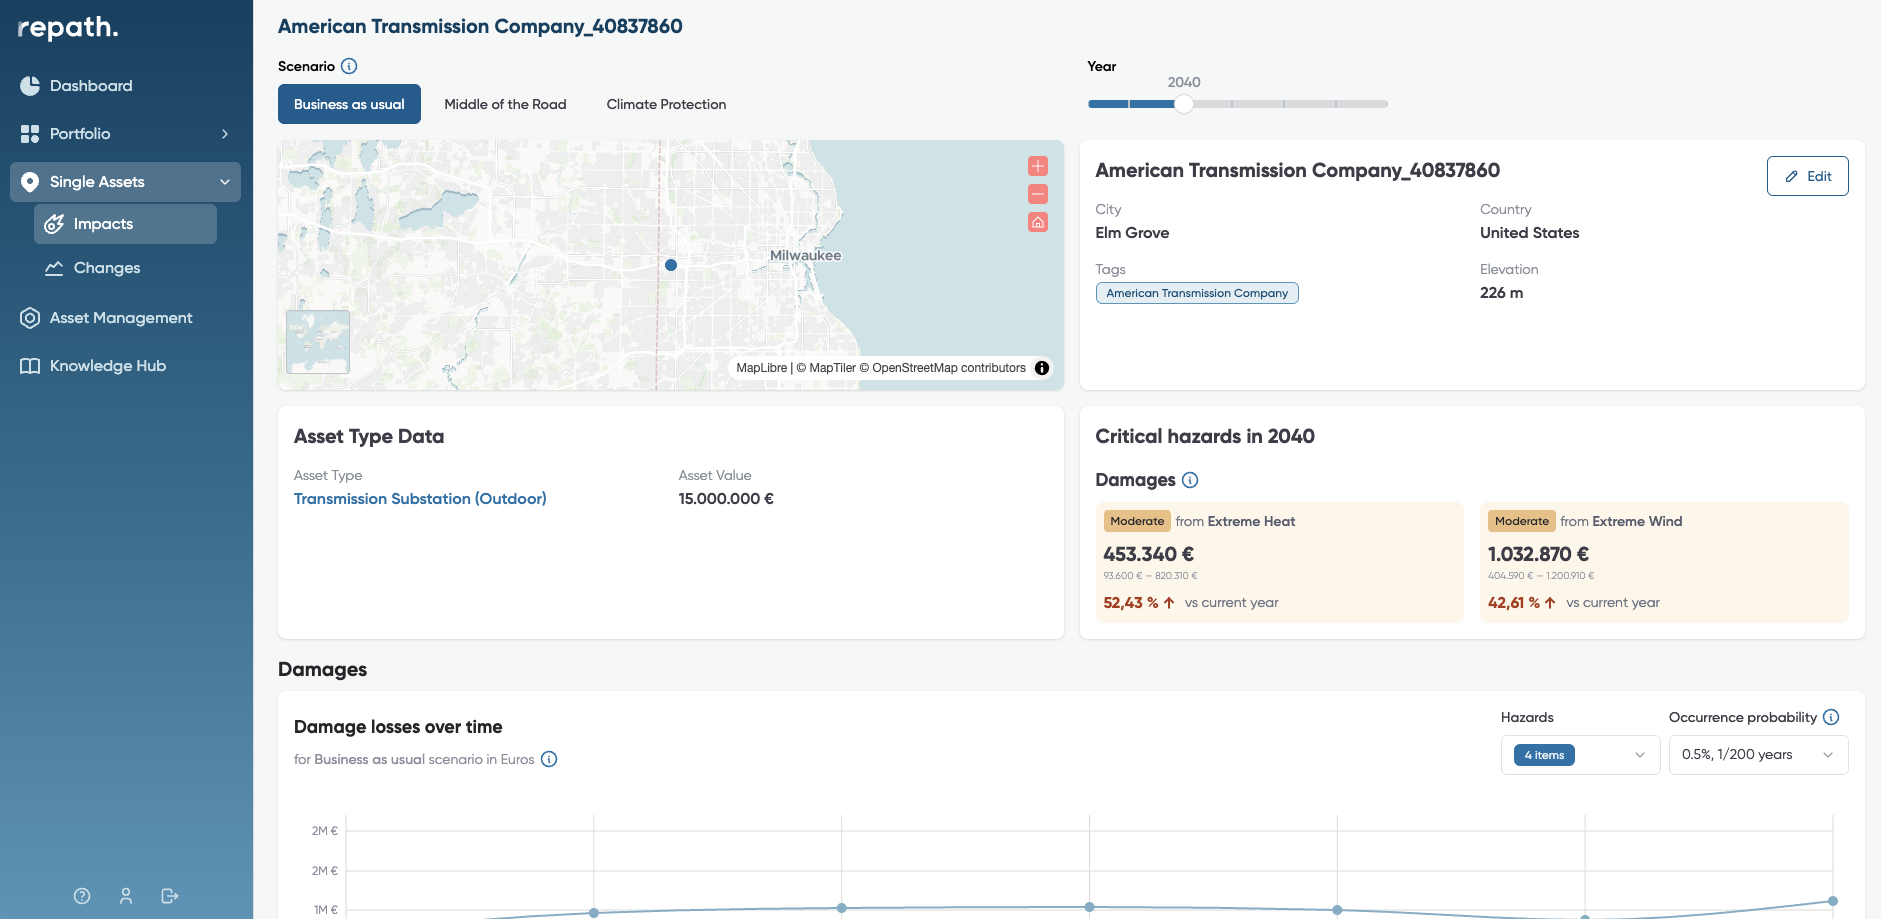 repath.
Dashboard
Portfolio
Single Assets
Impacts
Changes
Asset Management
Knowledge Hub
American Transmission Company_40837860
Scenario
Business as usual
Middle of the Road
Climate Protection
Year
2040
Milwaukee
MapLibre | © MapTiler © OpenStreetMap contributors
American Transmission Company_40837860
Edit
City
Elm Grove
Country
United States
Tags
American Transmission Company
Elevation
226 m
Asset Type Data
Asset Type
Transmission Substation (Outdoor)
Asset Value
15.000.000 €
Critical hazards in 2040
Damages
Moderate from Extreme Heat
453.340 €
93.600 € — 820.310 €
52,43 % ↑ vs current year
Moderate from Extreme Wind
1.032.870 €
404.590 € — 1.200.910 €
42,61 % ↑ vs current year
Damages
Damage losses over time
for Business as usual scenario in Euros
Hazards
4 items
Occurrence probability
0.5%, 1/200 years
2M €
2M €
1M €